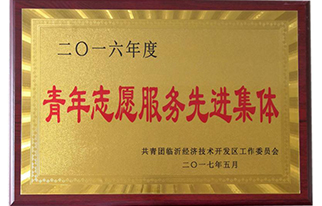 二〇一六年度
青年志愿服务先进集体
共青团临沂经济技术开发区工作委员会
二〇一七年五月